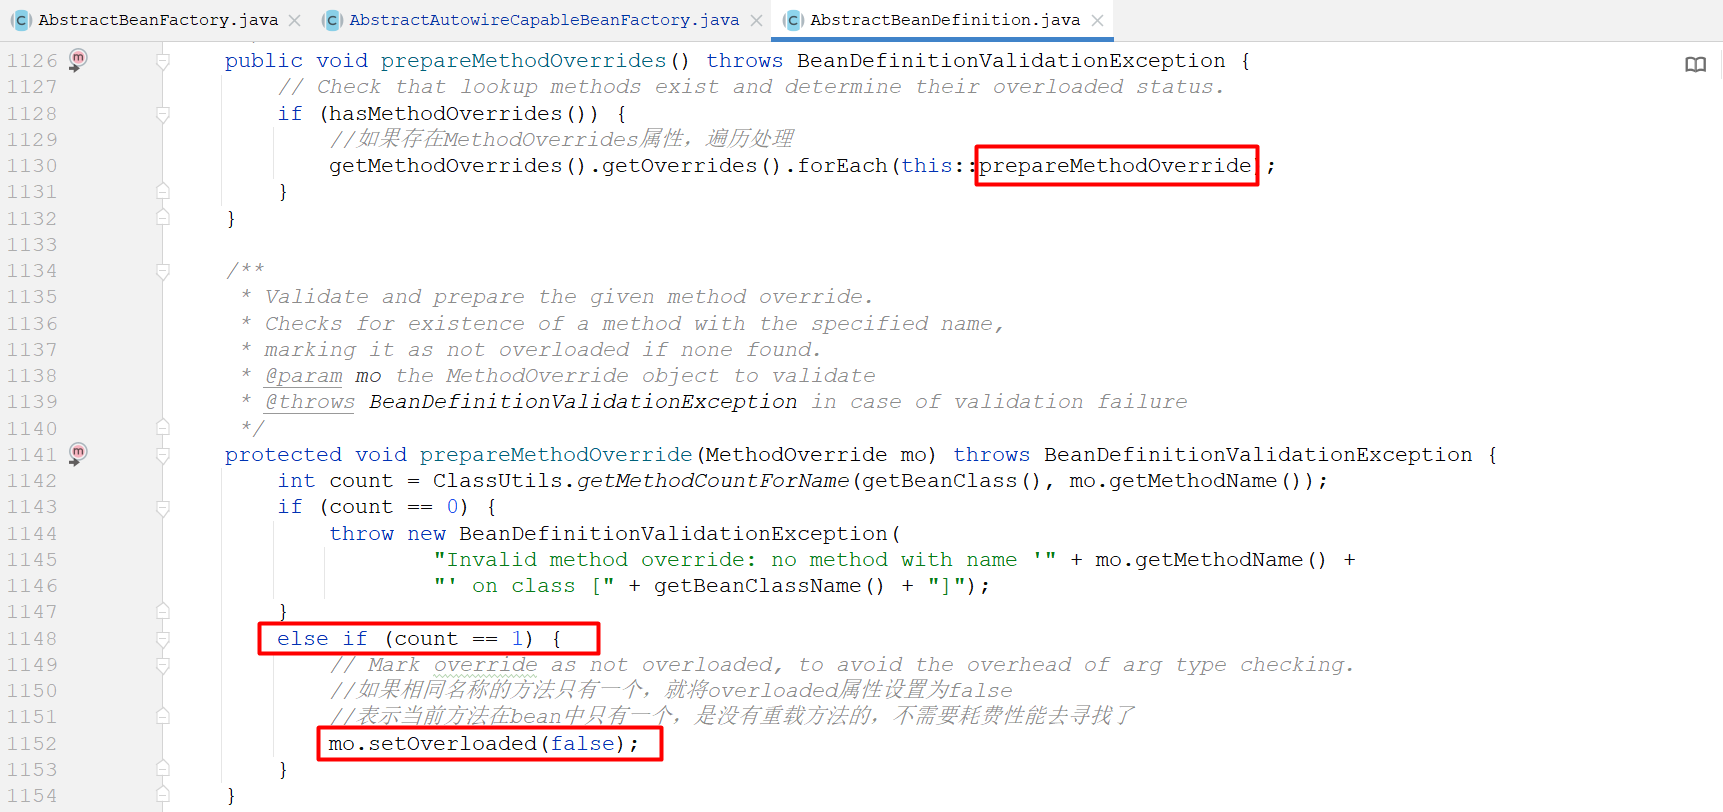 AbstractBeanFactory.java AbstractAutowireCapableBeanFactory.java AbstractBeanDefinition.java
1126 public void prepareMethodOverrides() throws BeanDefinitionValidationException {
1127 // Check that lookup methods exist and determine their overloaded status.
1128 if (hasMethodOverrides()) {
1129 //如果存在MethodOverrides属性，遍历处理
1130 getMethodOverrides().getOverrides().forEach(this::prepareMethodOverride);
1131 }
1132 }
1133
1134 /**
1135 * Validate and prepare the given method override.
1136 * Checks for existence of a method with the specified name,
1137 * marking it as not overloaded if none found.
1138 * @param mo the MethodOverride object to validate
1139 * @throws BeanDefinitionValidationException in case of validation failure
1140 */
1141 protected void prepareMethodOverride(MethodOverride mo) throws BeanDefinitionValidationException {
1142 int count = ClassUtils.getMethodCountForName(getBeanClass(), mo.getMethodName());
1143 if (count == 0) {
1144 throw new BeanDefinitionValidationException(
1145 "Invalid method override: no method with name '" + mo.getMethodName() +
1146 "' on class [" + getBeanClassName() + "]");
1147 }
1148 else if (count == 1) {
1149 // Mark override as not overloaded, to avoid the overhead of arg type checking.
1150 //如果相同名称的方法只有一个，就将overloaded属性设置为false
1151 //表示当前方法在bean中只有一个，是没有重载方法的，不需要耗费性能去寻找了
1152 mo.setOverloaded(false);
1153 }
1154 }